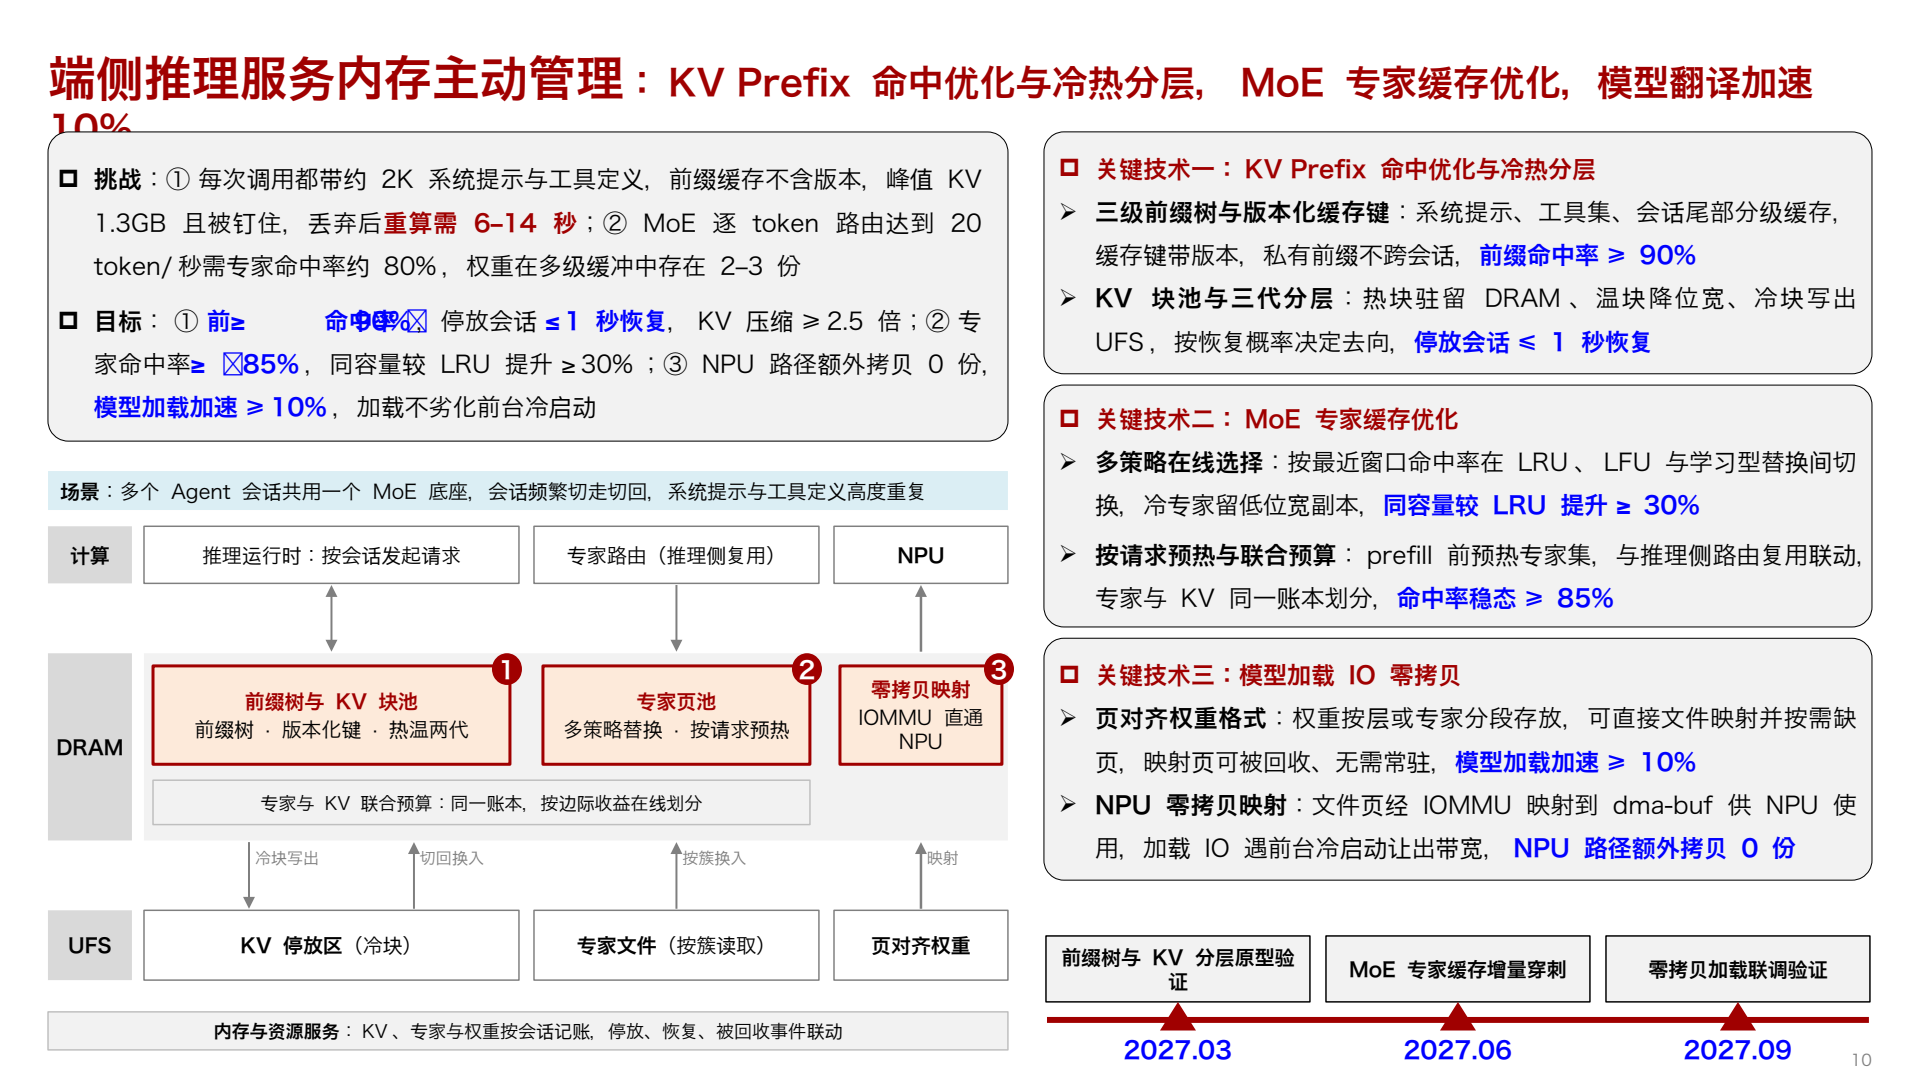 端侧推理服务内存主动管理：KV Prefix 命中优化与冷热分层，MoE 专家缓存优化，模型翻译加速
10%
挑战：① 每次调用都带约 2K 系统提示与工具定义，前缀缓存不含版本，峰值 KV
1.3GB 且被钉住，丢弃后重算需 6–14 秒；② MoE 逐 token 路由达到 20
token/ 秒需专家命中率约 80%，权重在多级缓冲中存在 2–3 份
目标：① 前≥ 命中率90%，停放会话 ≤ 1 秒恢复，KV 压缩 ≥ 2.5 倍；② 专
家命中率≥ 85%，同容量较 LRU 提升 ≥ 30%；③ NPU 路径额外拷贝 0 份，
模型加载加速 ≥ 10%，加载不劣化前台冷启动
场景：多个 Agent 会话共用一个 MoE 底座，会话频繁切走切回，系统提示与工具定义高度重复
计算
推理运行时：按会话发起请求
专家路由（推理侧复用）
NPU
DRAM
1
前缀树与 KV 块池
前缀树 · 版本化键 · 热温两代
2
专家页池
多策略替换 · 按请求预热
3
零拷贝映射
IOMMU 直通
NPU
专家与 KV 联合预算：同一账本，按边际收益在线划分
冷块写出
切回换入
按簇换入
映射
UFS
KV 停放区（冷块）
专家文件（按簇读取）
页对齐权重
内存与资源服务：KV、专家与权重按会话记账，停放、恢复、被回收事件联动
关键技术一：KV Prefix 命中优化与冷热分层
三级前缀树与版本化缓存键：系统提示、工具集、会话尾部分级缓存，
缓存键带版本，私有前缀不跨会话，前缀命中率 ≥ 90%
KV 块池与三代分层：热块驻留 DRAM、温块降位宽、冷块写出
UFS，按恢复概率决定去向，停放会话 ≤ 1 秒恢复
关键技术二：MoE 专家缓存优化
多策略在线选择：按最近窗口命中率在 LRU、LFU 与学习型替换间切
换，冷专家留低位宽副本，同容量较 LRU 提升 ≥ 30%
按请求预热与联合预算：prefill 前预热专家集，与推理侧路由复用联动，
专家与 KV 同一账本划分，命中率稳态 ≥ 85%
关键技术三：模型加载 IO 零拷贝
页对齐权重格式：权重按层或专家分段存放，可直接文件映射并按需缺
页，映射页可被回收、无需常驻，模型加载加速 ≥ 10%
NPU 零拷贝映射：文件页经 IOMMU 映射到 dma-buf 供 NPU 使
用，加载 IO 遇前台冷启动让出带宽，NPU 路径额外拷贝 0 份
前缀树与 KV 分层原型验
证
MoE 专家缓存增量穿刺
零拷贝加载联调验证
2027.03
2027.06
2027.09
10